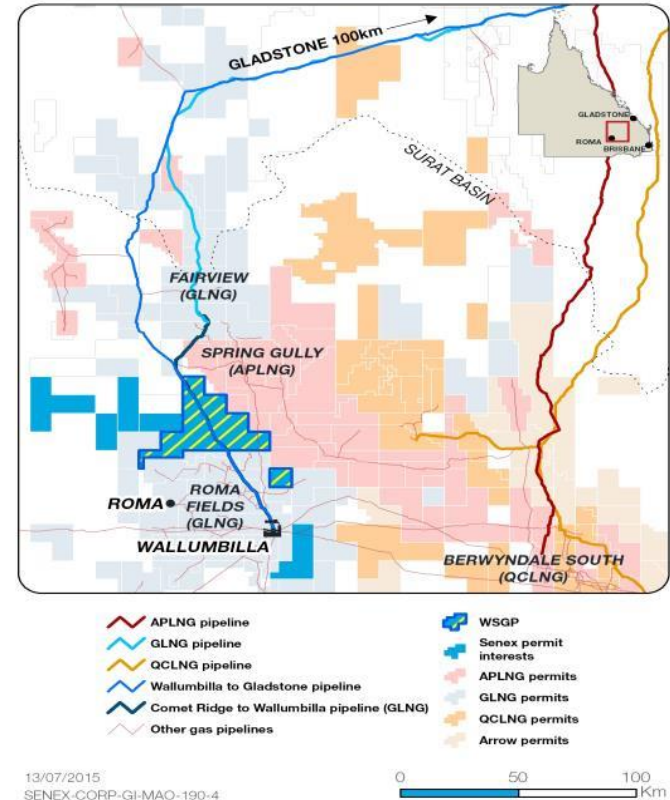 GLADSTONE 100km
GLADSTONE
ROMA
BRISBANE
SURAT BASIN
FAIRVIEW
(GLNG)
SPRING GULLY
(APLNG)
ROMA
ROMA
FIELDS
(GLNG)
WALLUMBILLA
BERWYNDALE SOUTH
(QCLNG)
APLNG pipeline
GLNG pipeline
QCLNG pipeline
Wallumbilla to Gladstone pipeline
Comet Ridge to Wallumbilla pipeline (GLNG)
Other gas pipelines
WSGP
Senex permit
interests
APLNG permits
GLNG permits
QCLNG permits
Arrow permits
13/07/2015
SENEX-CORP-GI-MAO-190-4
0 50 100
Km